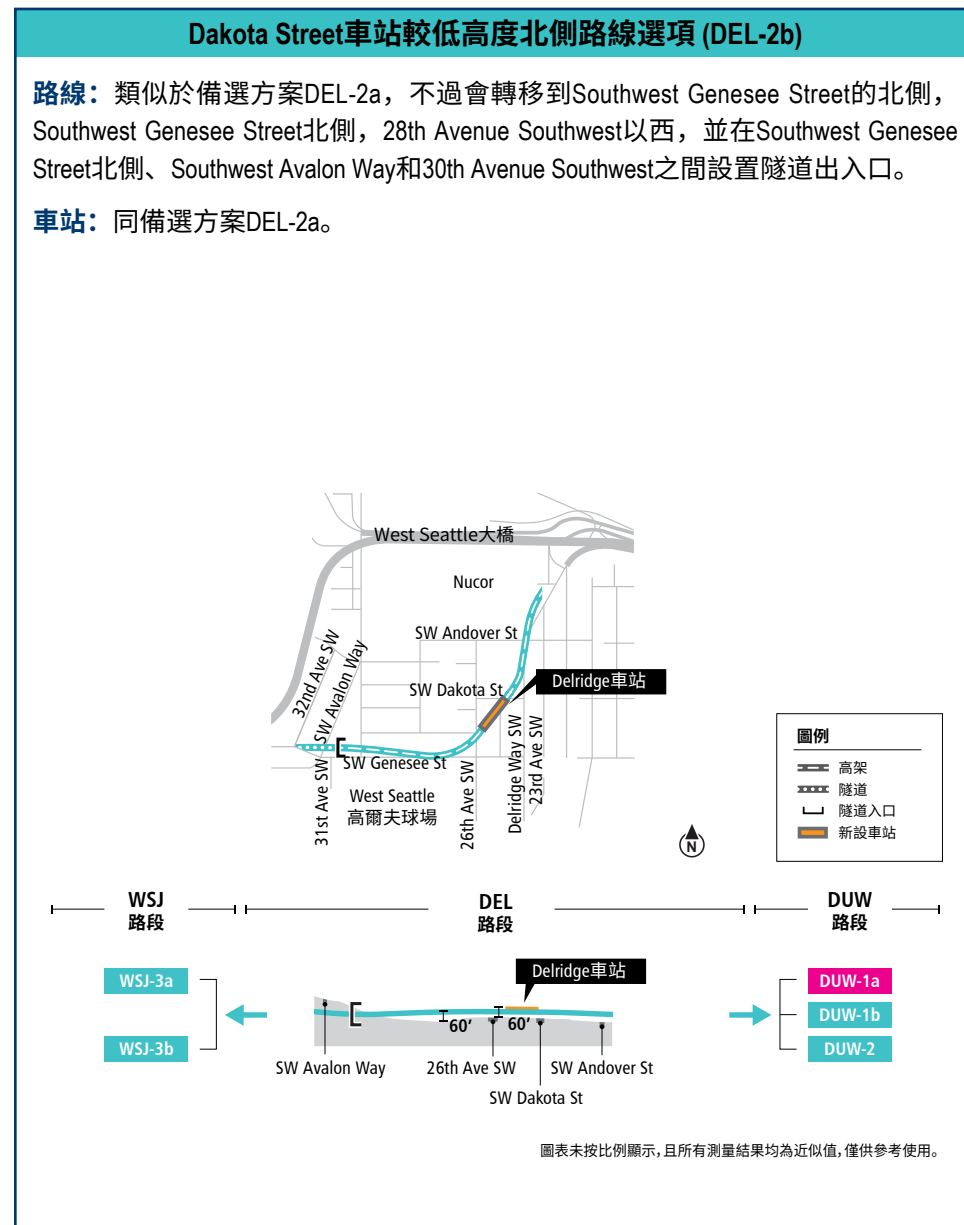 Dakota Street車站較低高度北側路線選項 (DEL-2b)
路線：類似於備選方案DEL-2a，不過會轉移到Southwest Genesee Street的北側，
Southwest Genesee Street北側，28th Avenue Southwest以西，並在Southwest Genesee
Street北側、Southwest Avalon Way和30th Avenue Southwest之間設置隧道出入口。
車站：同備選方案DEL-2a。
West Seattle大橋
Nucor
SW Andover St
32nd Ave SW
SW Avalon Way
SW Dakota St
Delridge車站
SW Genesee St
31st Ave SW
West Seattle
高爾夫球場
26th Ave SW
Delridge Way SW
23rd Ave SW
N
圖例
高架
隧道
隧道入口
新設車站
WSJ
路段
DEL
路段
DUW
路段
WSJ-3a
WSJ-3b
Delridge車站
60’
60’
SW Avalon Way
26th Ave SW
SW Andover St
SW Dakota St
DUW-1a
DUW-1b
DUW-2
圖表未按比例顯示，且所有測量結果均為近似值，僅供參考使用。